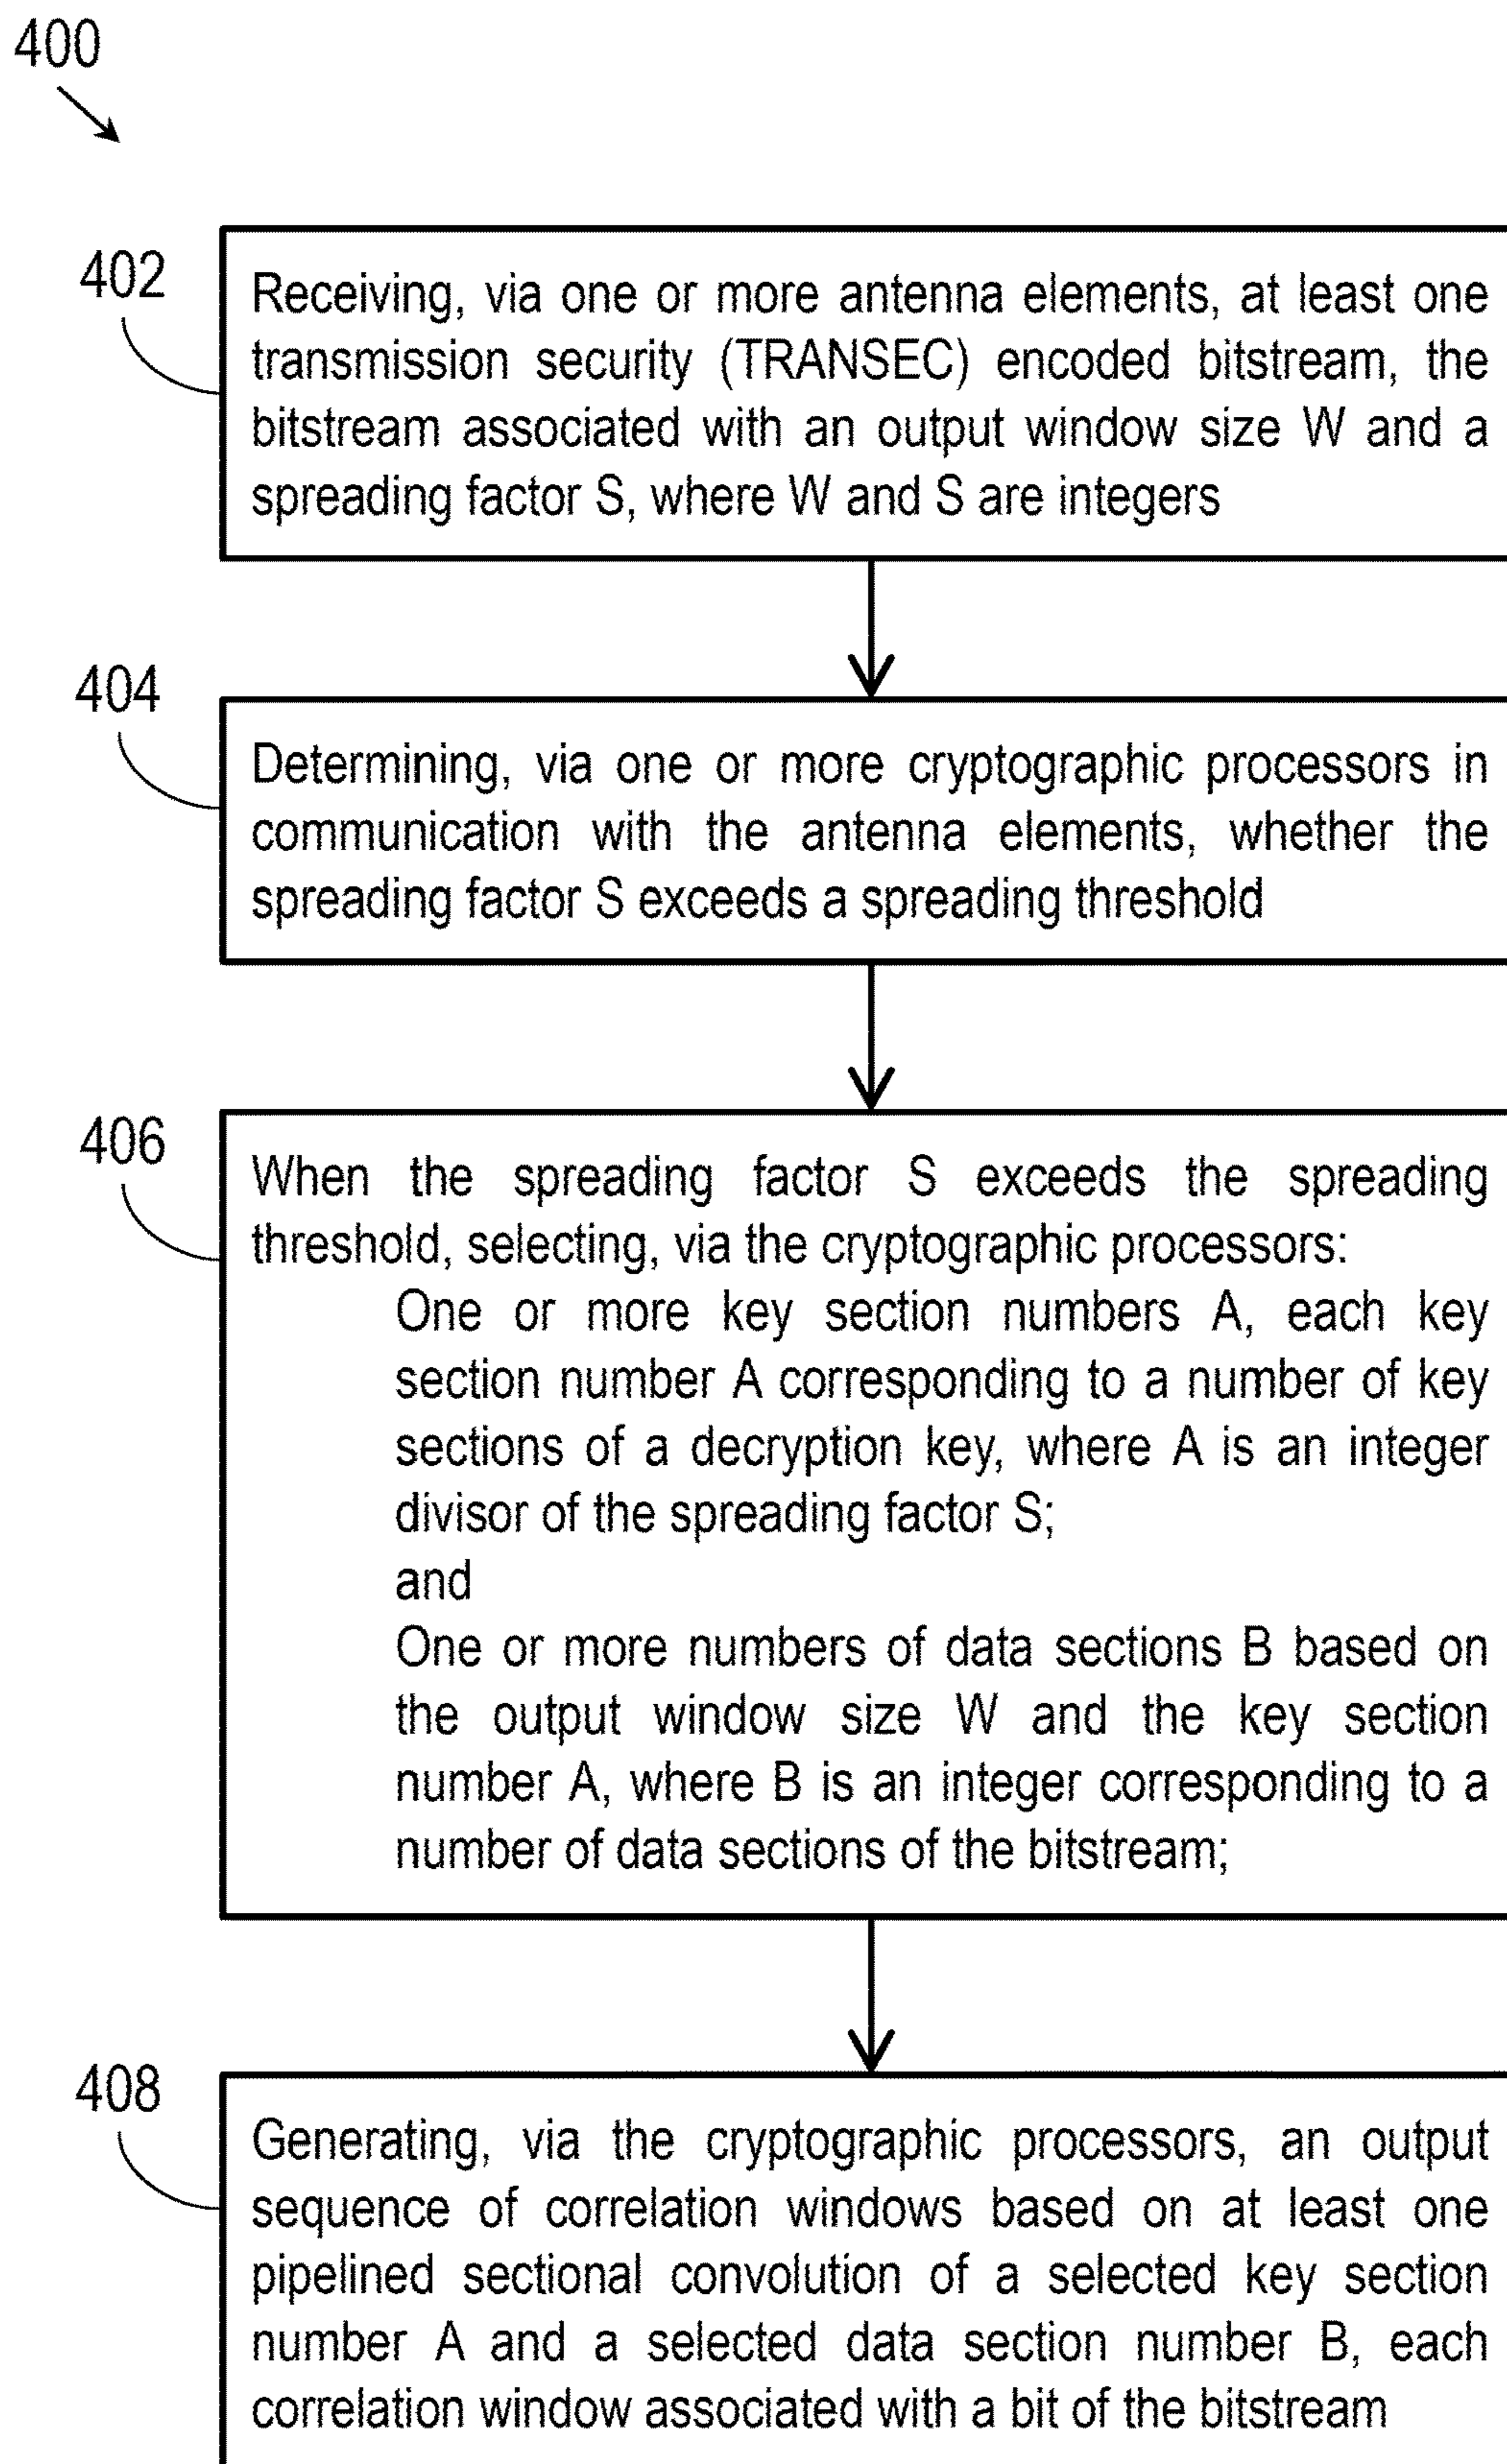 400
402
Receiving, via one or more antenna elements, at least one
transmission security (TRANSEC) encoded bitstream, the
bitstream associated with an output window size W and a
spreading factor S, where W and S are integers
404
Determining, via one or more cryptographic processors in
communication with the antenna elements, whether the
spreading factor S exceeds a spreading threshold
406
When the spreading factor S exceeds the spreading
threshold, selecting, via the cryptographic processors:
One or more key section numbers A, each key
section number A corresponding to a number of key
sections of a decryption key, where A is an integer
divisor of the spreading factor S;
and
One or more numbers of data sections B based on
the output window size W and the key section
number A, where B is an integer corresponding to a
number of data sections of the bitstream;
408
Generating, via the cryptographic processors, an output
sequence of correlation windows based on at least one
pipelined sectional convolution of a selected key section
number A and a selected data section number B, each
correlation window associated with a bit of the bitstream